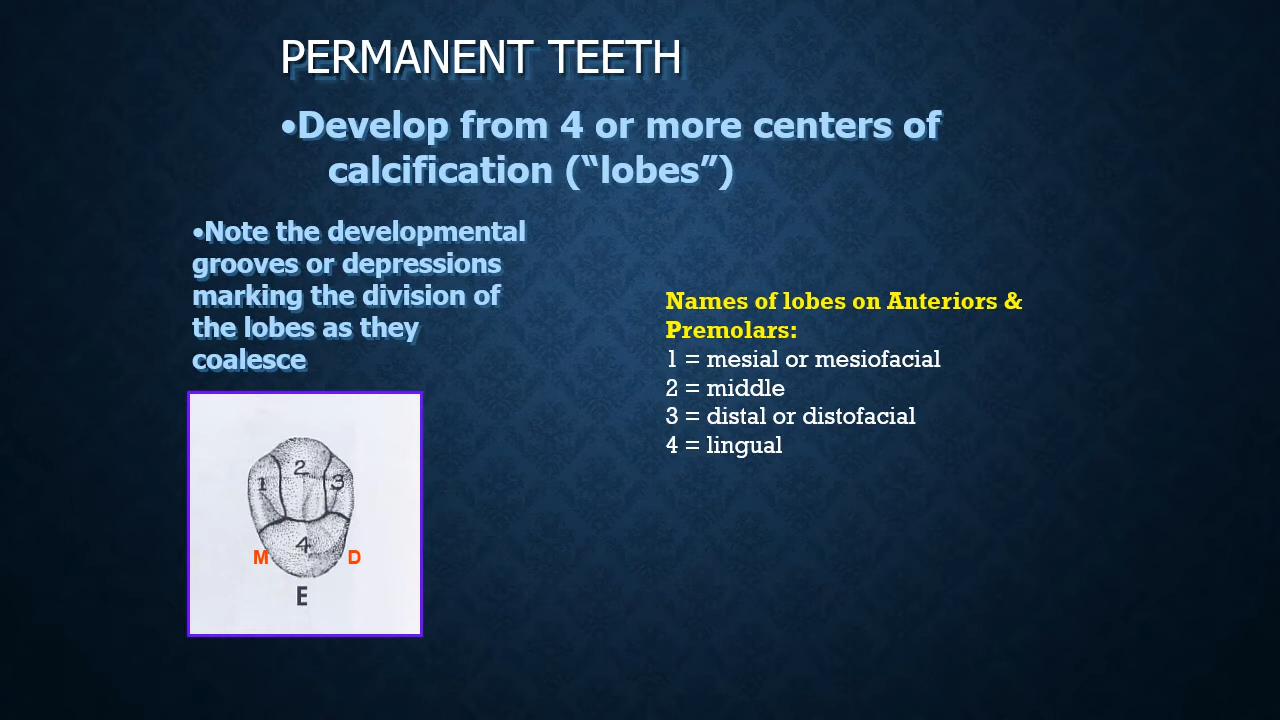 PERMANENT TEETH
•Develop from 4 or more centers of
calcification (“lobes”)
•Note the developmental
grooves or depressions
marking the division of
the lobes as they
coalesce
Names of lobes on Anteriors &
Premolars:
1 = mesial or mesiofacial
2 = middle
3 = distal or distofacial
4 = lingual
2
1 3
4
M D
E